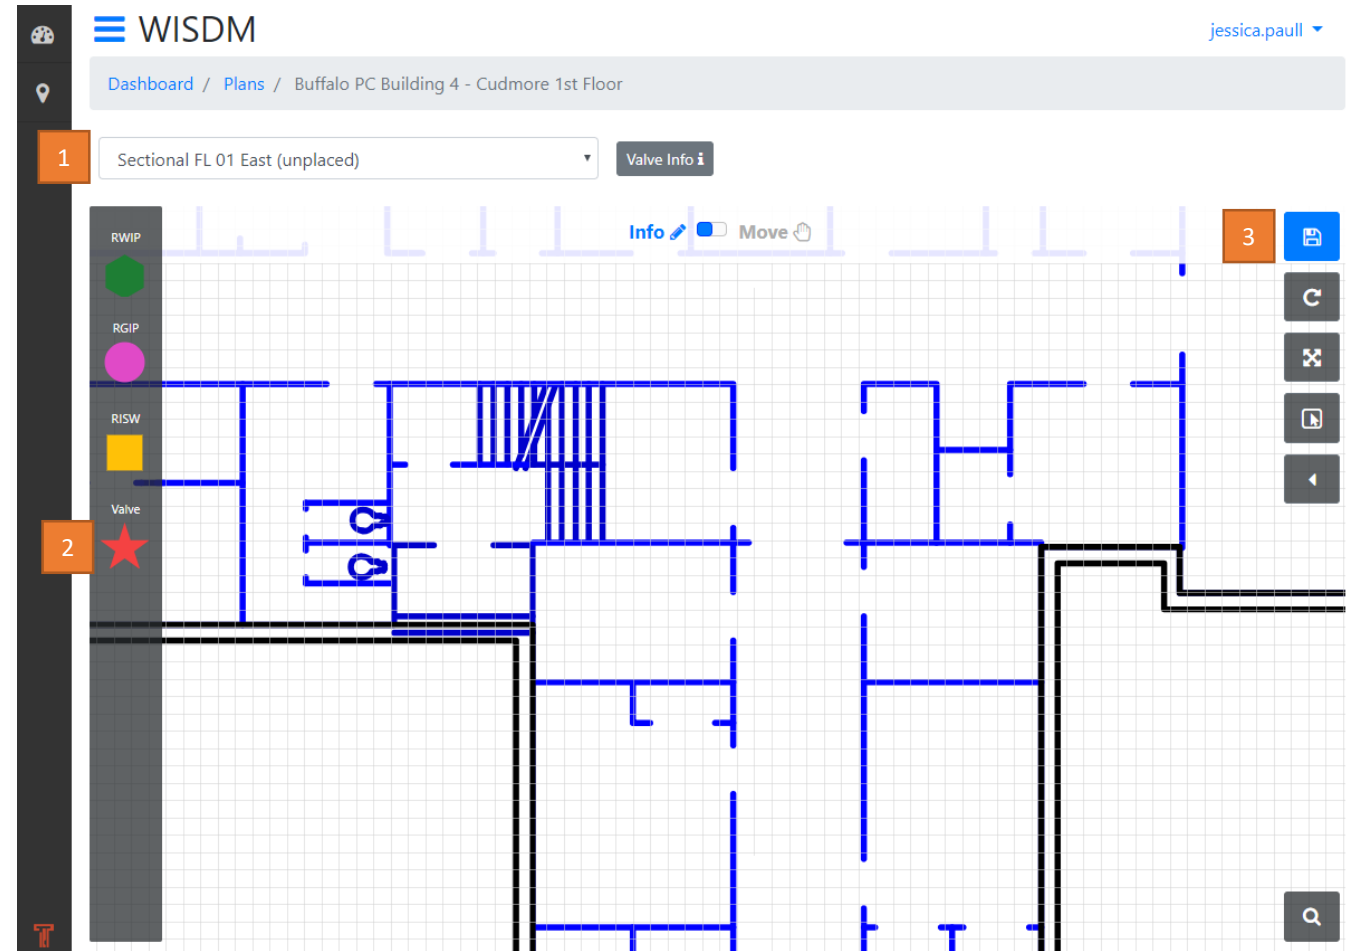 WISDM
jessica.paull
Dashboard / Plans / Buffalo PC Building 4 - Cudmore 1st Floor
1
Sectional FL 01 East (unplaced)
Valve Info i
RWIP
Info
Move
3
RGIP
RISW
Valve
2